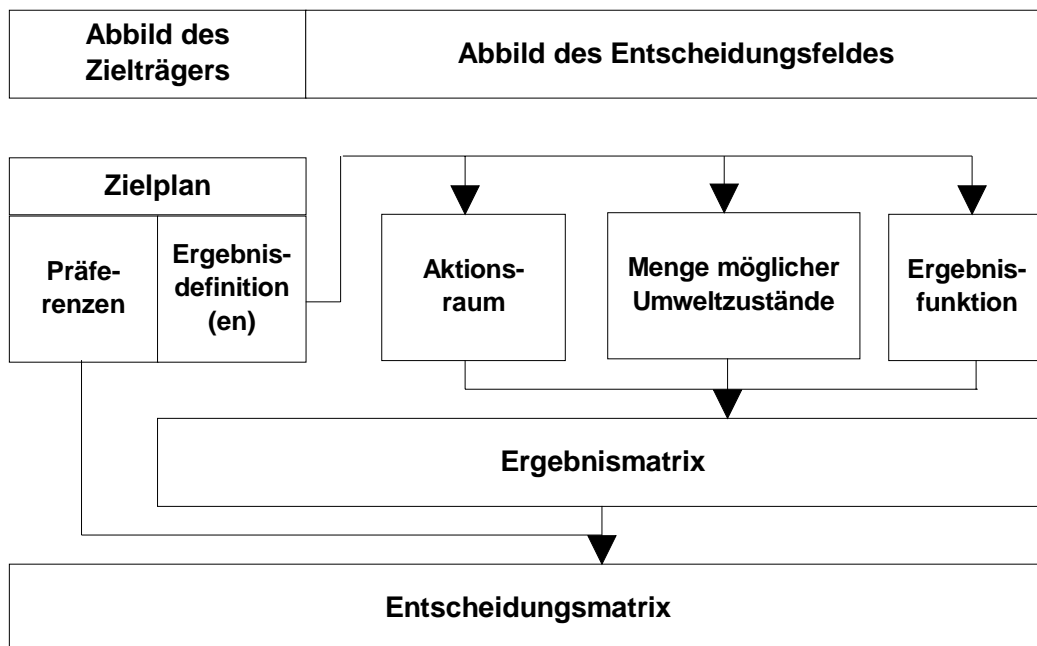 Abbild des
Zielträgers
Abbild des Entscheidungsfeldes
Zielplan
Präfe-
renzen
Ergebnis-
definition
(en)
Aktions-
raum
Menge möglicher
Umweltzustände
Ergebnis-
funktion
Ergebnismatrix
Entscheidungsmatrix